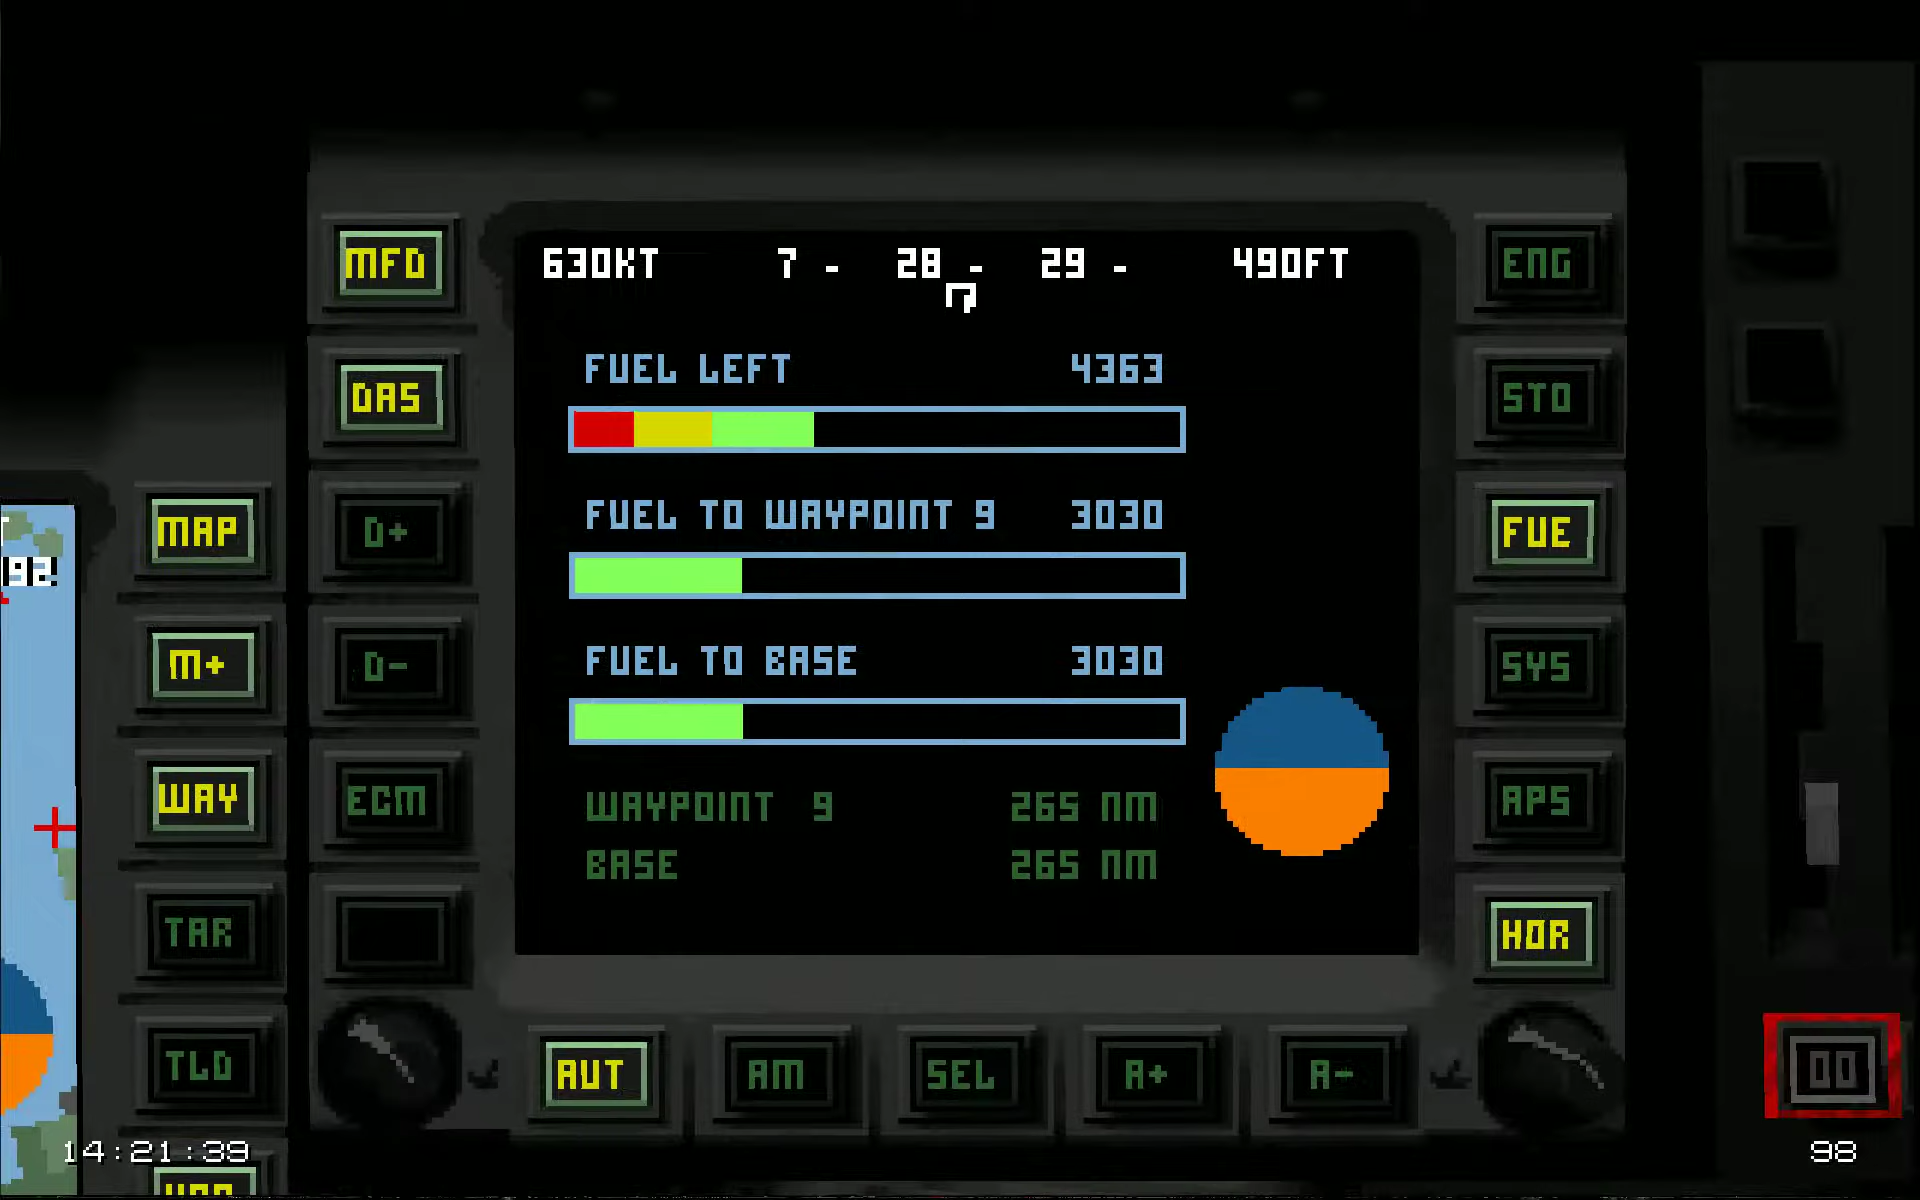 630KT 7 - 28 - 29 - 490FT
FUEL LEFT 4363
FUEL TO WAYPOINT 9 3030
FUEL TO BASE 3030
WAYPOINT 9 265 NM
BASE 265 NM
MFD
DAS
D+
D-
ECM
ENG
STO
FUE
SYS
APS
HOR
AUT
AM
SEL
A+
A-
92
MAP
M+
WAY
TAR
TLD
14:21:39
98